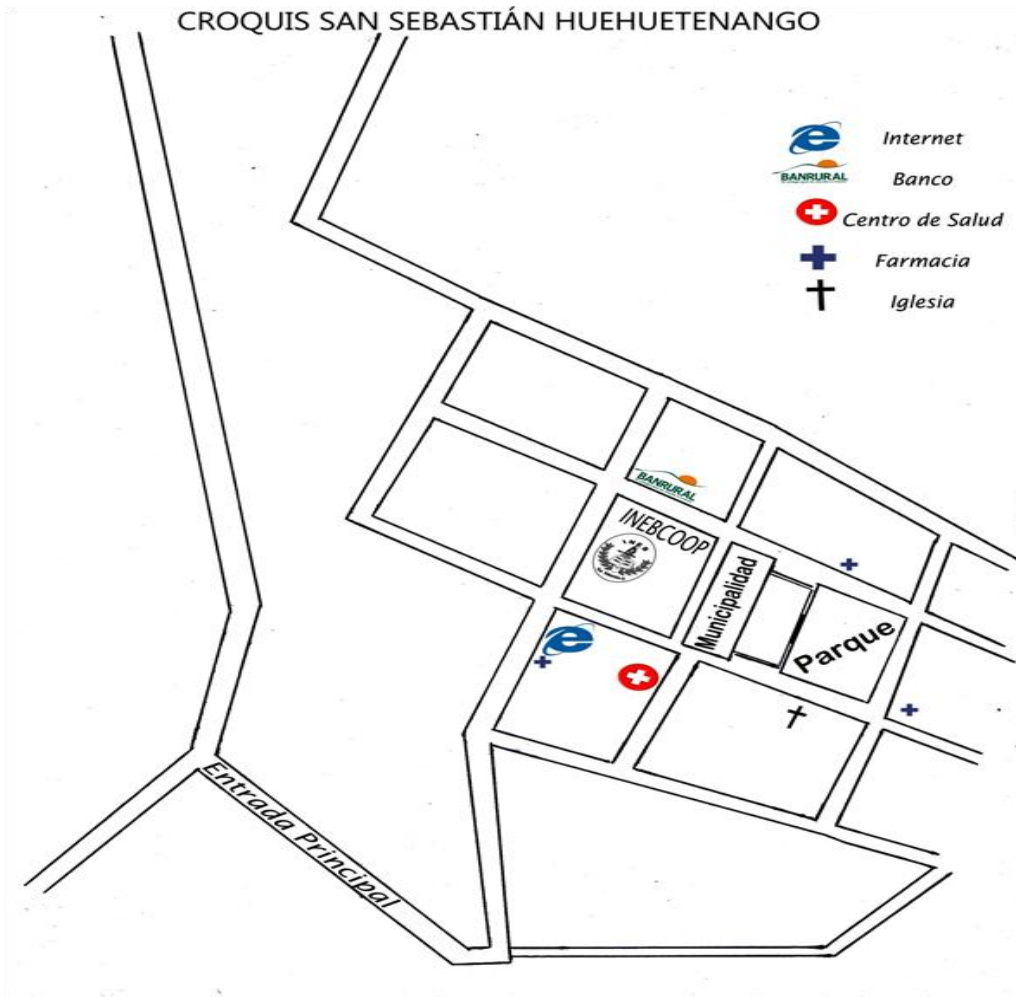 CROQUIS SAN SEBASTIÁN HUEHUETENANGO
Internet
BANRURAL
Banco
Centro de Salud
Farmacia
Iglesia
BANRURAL
INEBCOOP
Municipalidad
Parque
Entrada Principal